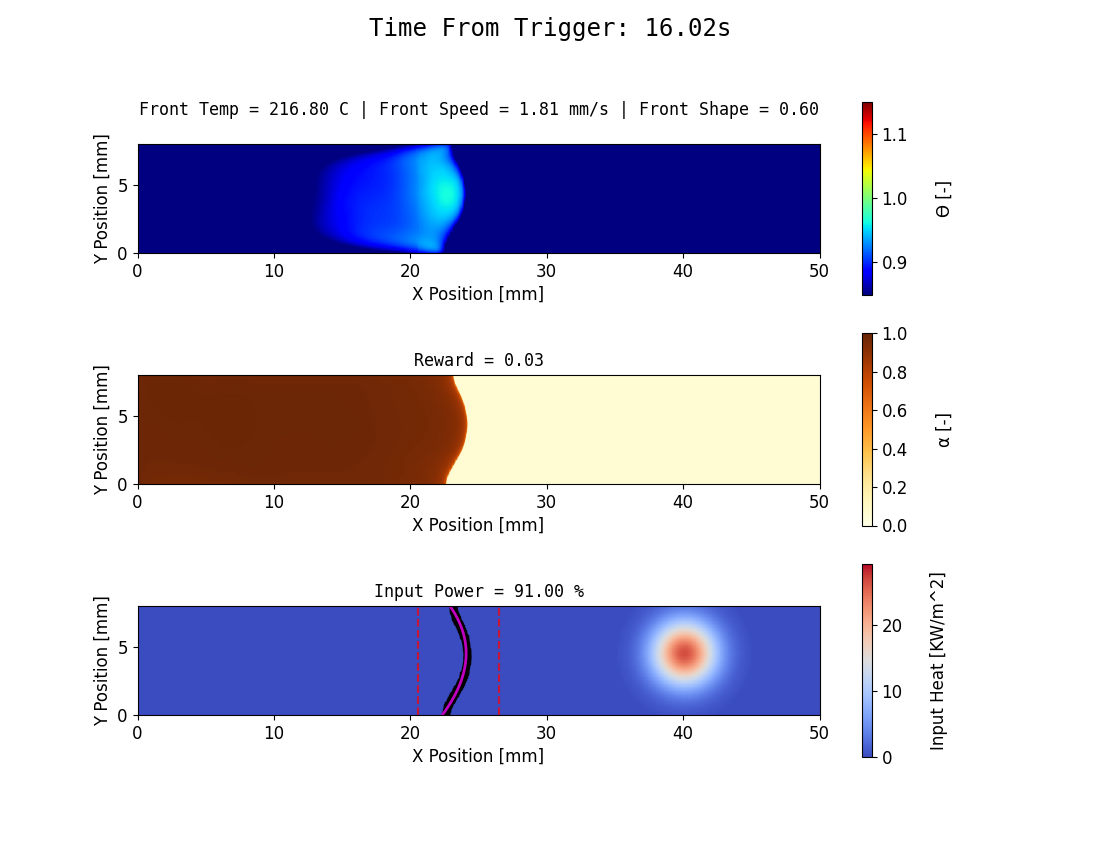 Time From Trigger: 16.02s
Front Temp = 216.80 C | Front Speed = 1.81 mm/s | Front Shape = 0.60
Y Position [mm]
5
0
0 10 20 30 40 50
X Position [mm]
1.1
1.0
0.9
Θ [-]
Reward = 0.03
Y Position [mm]
5
0
0 10 20 30 40 50
X Position [mm]
1.0
0.8
0.6
0.4
0.2
0.0
α [-]
Input Power = 91.00 %
Y Position [mm]
5
0
0 10 20 30 40 50
X Position [mm]
20
10
0
Input Heat [KW/m^2]